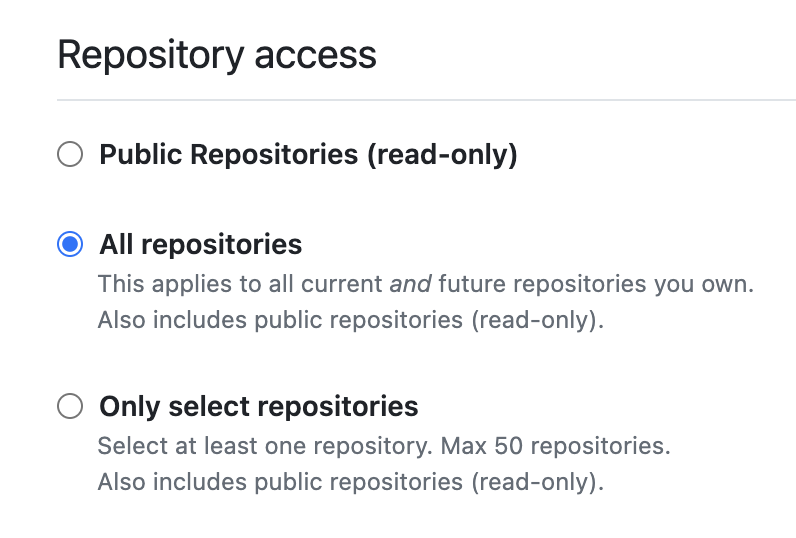 Repository access
Public Repositories (read-only)
All repositories
This applies to all current and future repositories you own.
Also includes public repositories (read-only).
Only select repositories
Select at least one repository. Max 50 repositories.
Also includes public repositories (read-only).